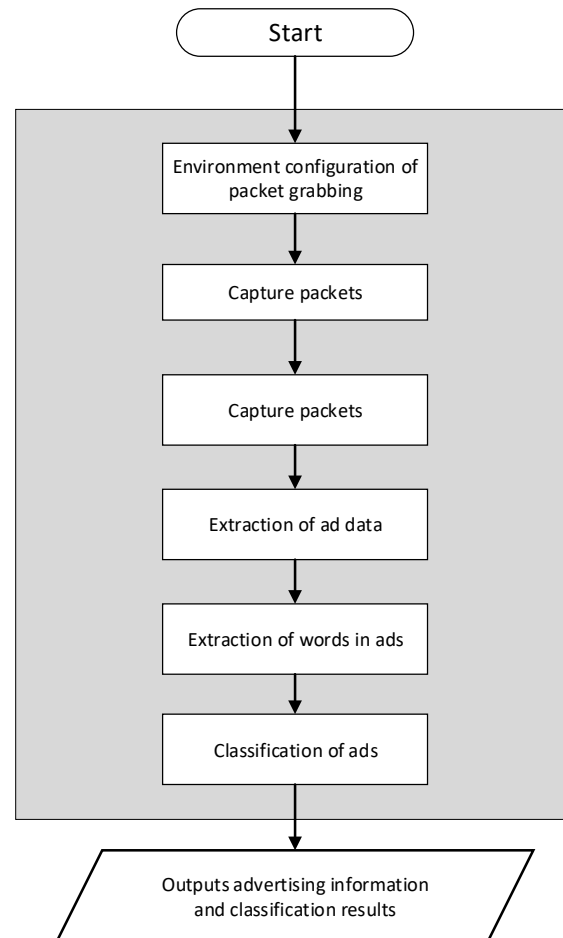 Start
Environment configuration of
packet grabbing
Capture packets
Capture packets
Extraction of ad data
Extraction of words in ads
Classification of ads
Outputs advertising information
and classification results